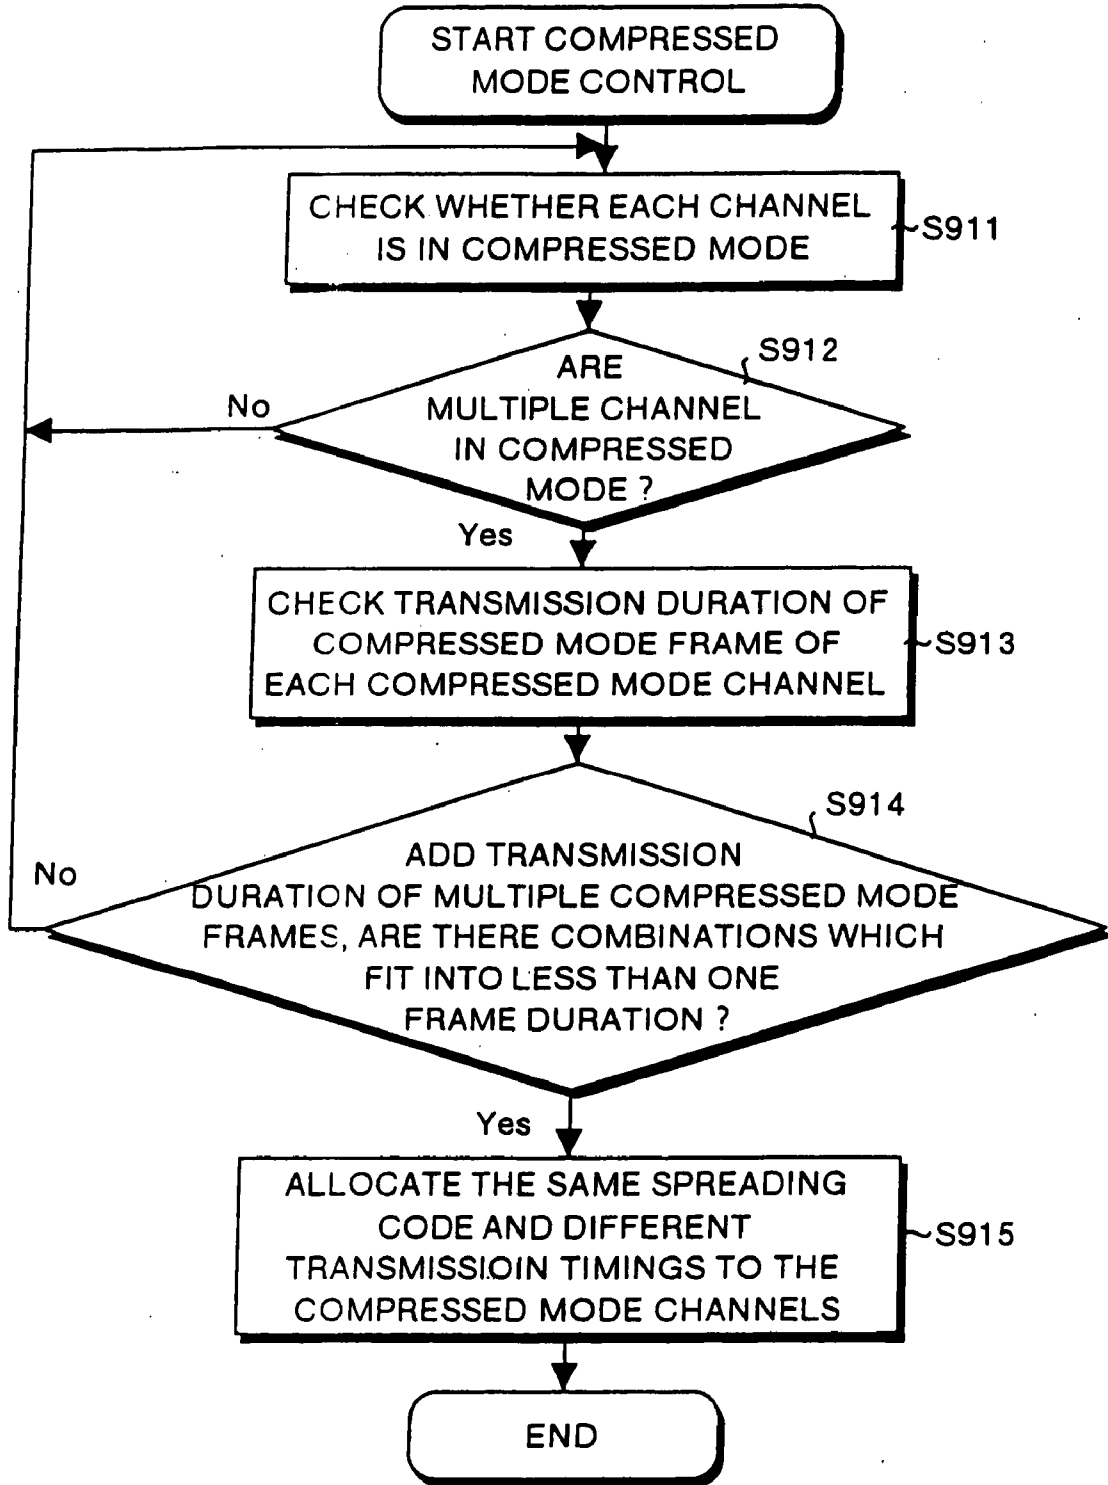 START COMPRESSED
MODE CONTROL
CHECK WHETHER EACH CHANNEL
IS IN COMPRESSED MODE
S911
S912
ARE
MULTIPLE CHANNEL
IN COMPRESSED
MODE ?
No
Yes
CHECK TRANSMISSION DURATION OF
COMPRESSED MODE FRAME OF
EACH COMPRESSED MODE CHANNEL
S913
S914
ADD TRANSMISSION
DURATION OF MULTIPLE COMPRESSED MODE
FRAMES, ARE THERE COMBINATIONS WHICH
FIT INTO LESS THAN ONE
FRAME DURATION ?
No
Yes
ALLOCATE THE SAME SPREADING
CODE AND DIFFERENT
TRANSMISSIOIN TIMINGS TO THE
COMPRESSED MODE CHANNELS
S915
END